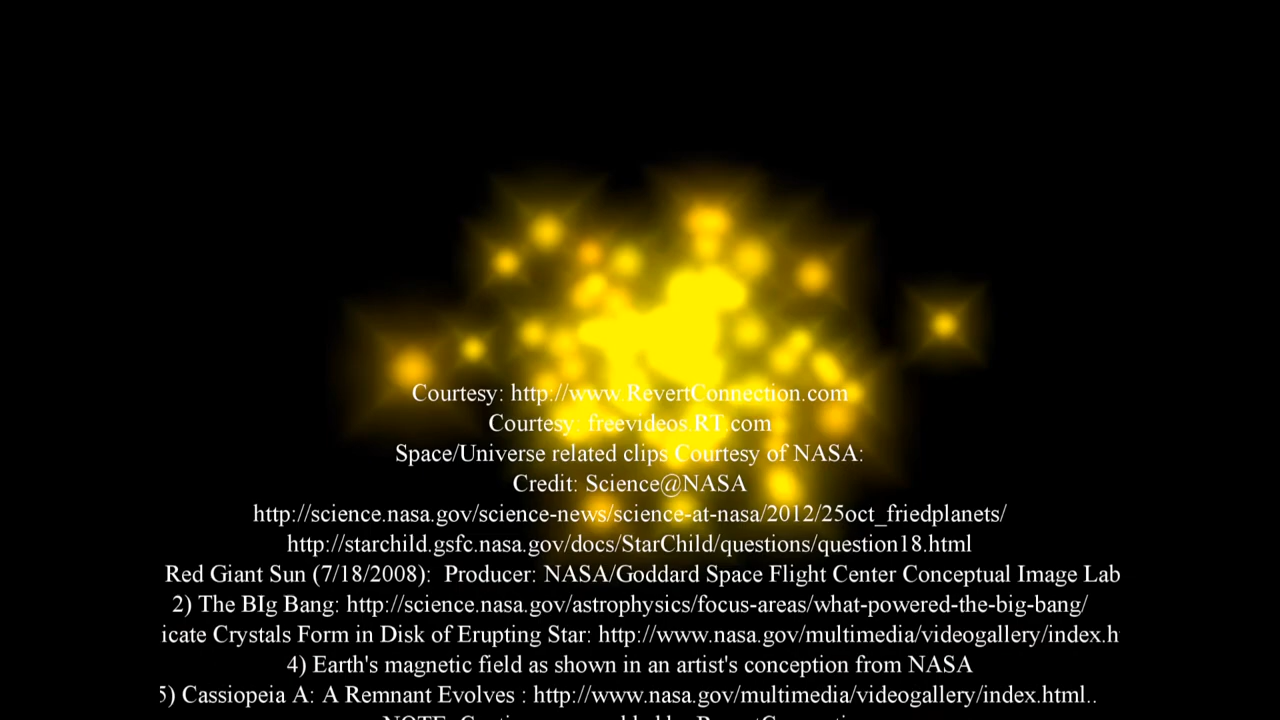 Courtesy: http://www.RevertConnection.com
Courtesy: freevideos.RT.com
Space/Universe related clips Courtesy of NASA:
Credit: Science@NASA
http://science.nasa.gov/science-news/science-at-nasa/2012/25oct_friedplanets/
http://starchild.gsfc.nasa.gov/docs/StarChild/questions/question18.html
Red Giant Sun (7/18/2008):  Producer: NASA/Goddard Space Flight Center Conceptual Image Lab
2) The BIg Bang: http://science.nasa.gov/astrophysics/focus-areas/what-powered-the-big-bang/
icate Crystals Form in Disk of Erupting Star: http://www.nasa.gov/multimedia/videogallery/index.h
4) Earth's magnetic field as shown in an artist's conception from NASA
5) Cassiopeia A: A Remnant Evolves : http://www.nasa.gov/multimedia/videogallery/index.html..